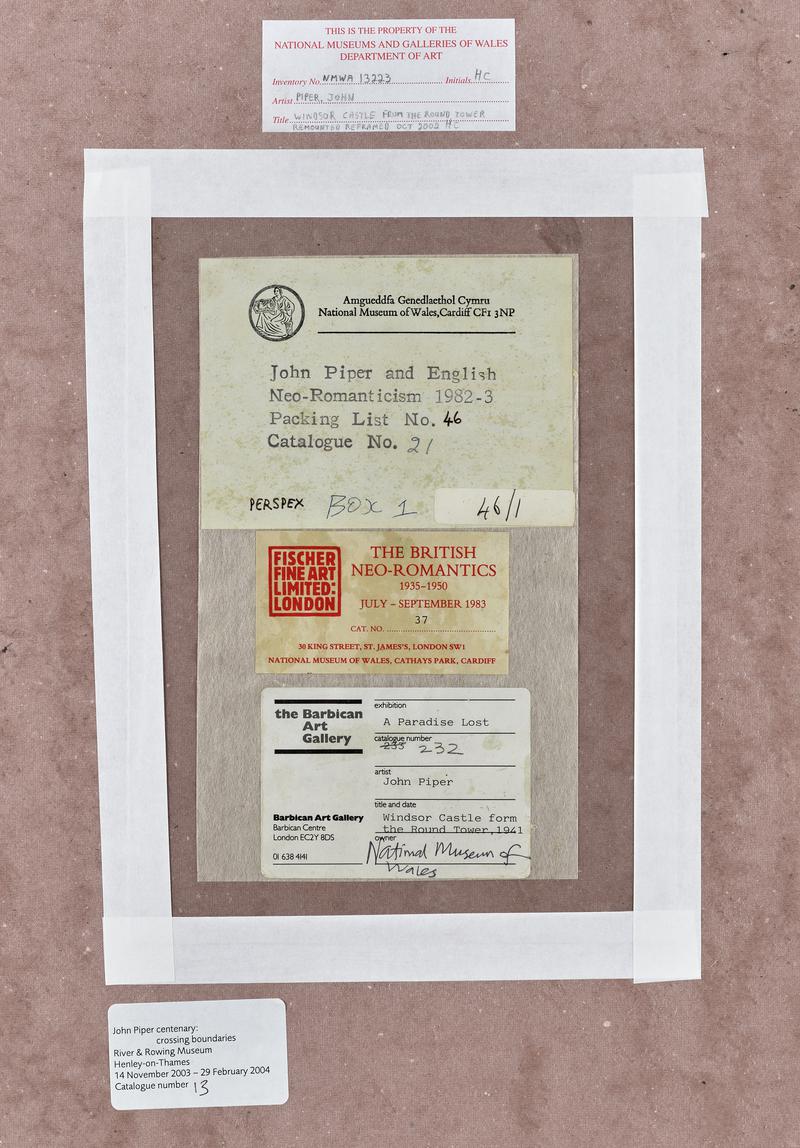 THIS IS THE PROPERTY OF THE
NATIONAL MUSEUMS AND GALLERIES OF WALES
DEPARTMENT OF ART
Inventory No. NMWA 13223 Initials. HC
Artist PIPER, JOHN
Title WINDSOR CASTLE FROM THE ROUND TOWER
REMOUNTED REFRAMED OCT 2002 HC
Amgueddfa Genedlaethol Cymru
National Museum of Wales, Cardiff CF1 3NP
John Piper and English
Neo-Romanticism 1982-3
Packing List No. 46
Catalogue No. 21
PERSPEX BOX 1 46/1
FISCHER
FINE ART
LIMITED:
LONDON
THE BRITISH
NEO-ROMANTICS
1935–1950
JULY – SEPTEMBER 1983
37
CAT. NO.
30 KING STREET, ST. JAMES'S, LONDON SW1
NATIONAL MUSEUM OF WALES, CATHAYS PARK, CARDIFF
the Barbican
Art
Gallery
Barbican Art Gallery
Barbican Centre
London EC2Y 8DS
01 638 4141
exhibition
A Paradise Lost
catalogue number
233 232
artist
John Piper
title and date
Windsor Castle form
the Round Tower, 1941
owner
National Museum of
Wales
John Piper centenary:
crossing boundaries
River & Rowing Museum
Henley-on-Thames
14 November 2003 – 29 February 2004
Catalogue number 13